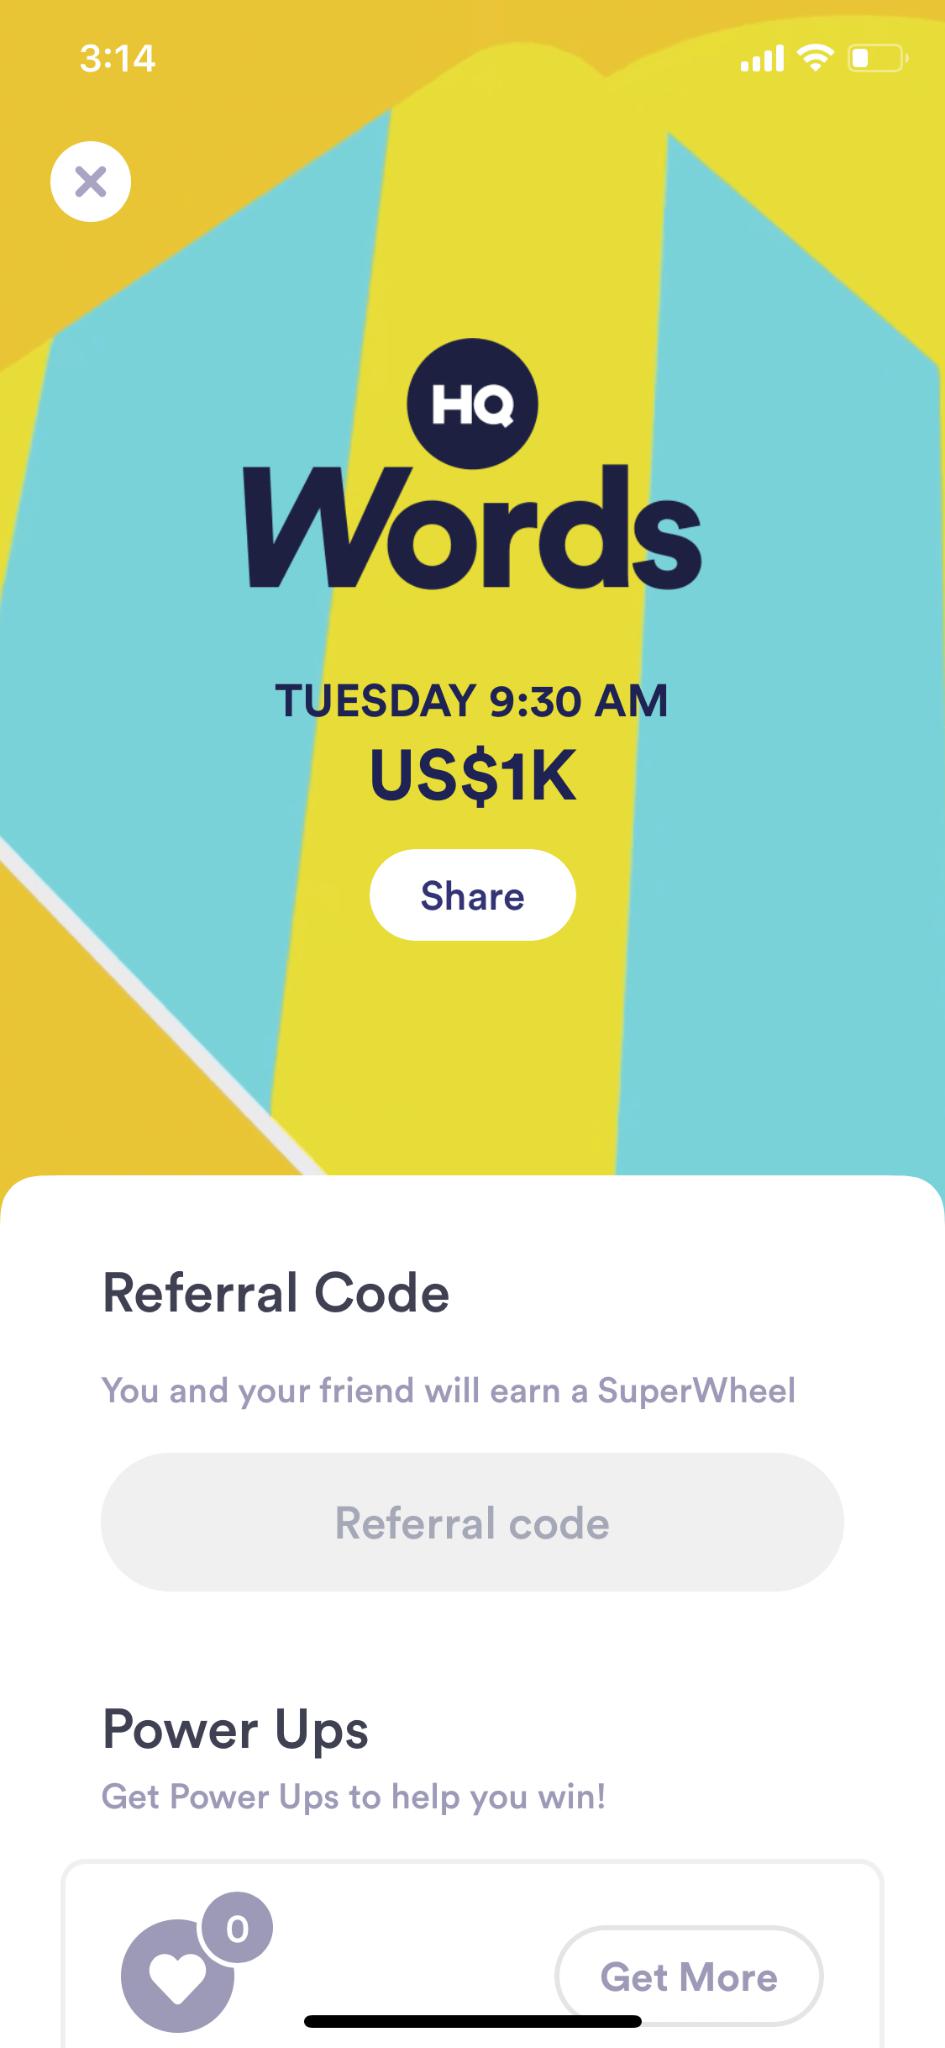 3:14
HQ
Words
TUESDAY 9:30 AM
US$1K
Share
Referral Code
You and your friend will earn a SuperWheel
Referral code
Power Ups
Get Power Ups to help you win!
0
Get More